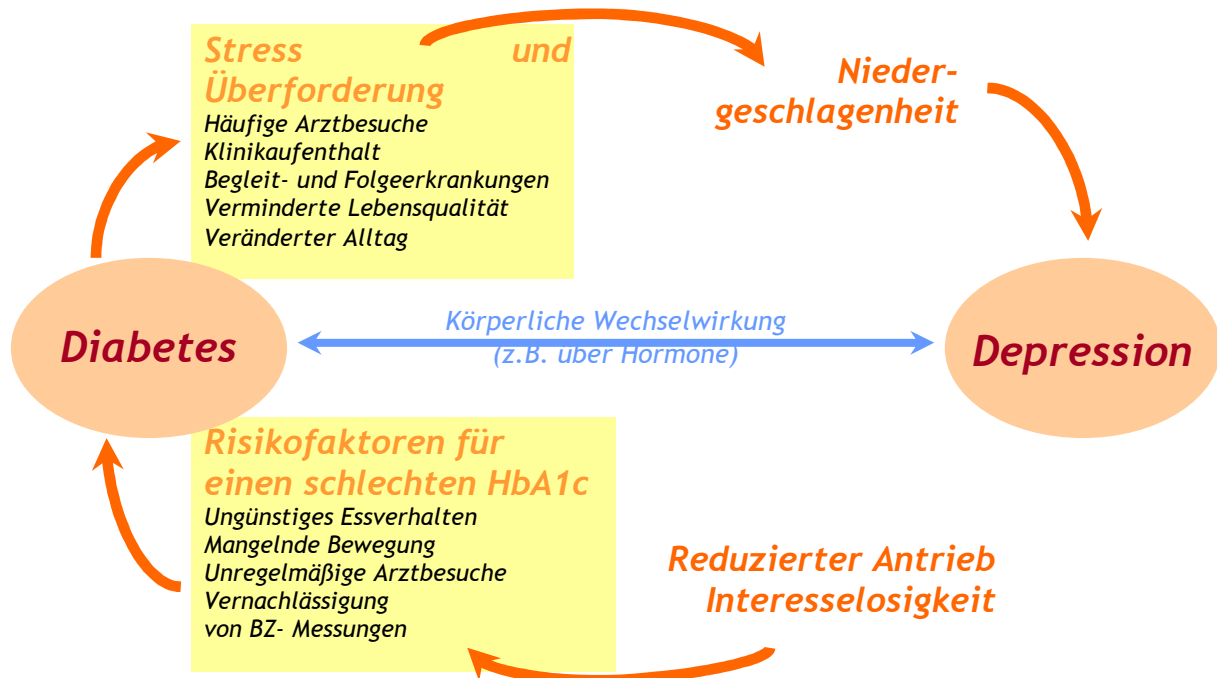 Stress und
Überforderung
Häufige Arztbesuche
Klinikaufenthalt
Begleit- und Folgeerkrankungen
Verminderte Lebensqualität
Veränderter Alltag
Nieder-
geschlagenheit
Diabetes
Körperliche Wechselwirkung
(z.B. über Hormone)
Depression
Risikofaktoren für
einen schlechten HbA1c
Ungünstiges Essverhalten
Mangelnde Bewegung
Unregelmäßige Arztbesuche
Vernachlässigung
von BZ- Messungen
Reduzierter Antrieb
Interesselosigkeit